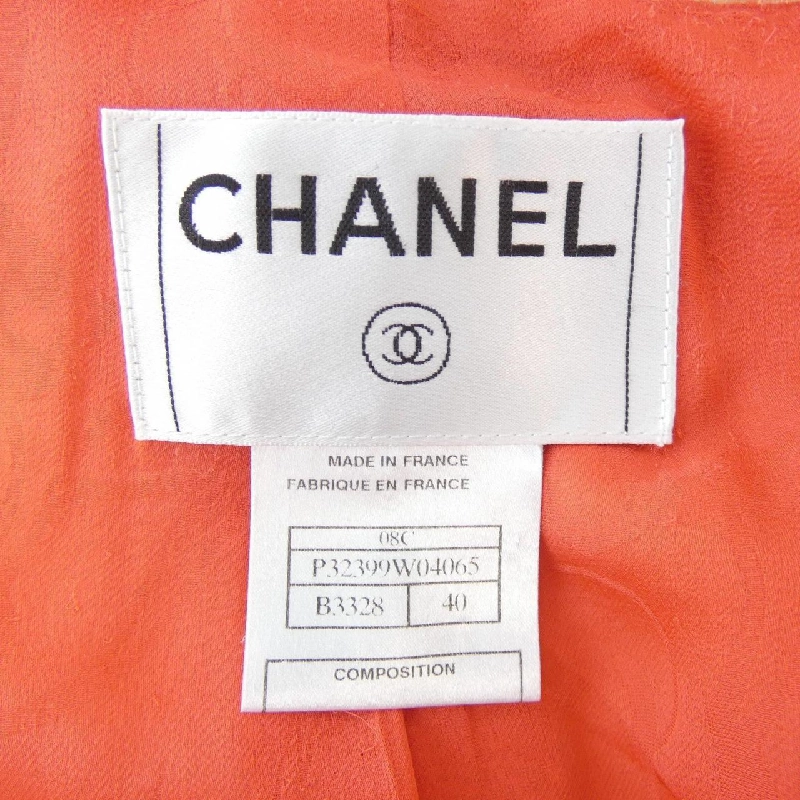 CHANEL
MADE IN FRANCE
FABRIQUE EN FRANCE
08C
P32399W04065
B3328 40
COMPOSITION